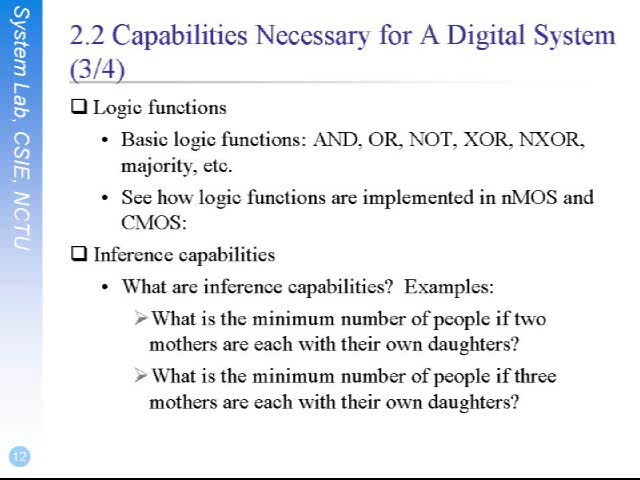 System Lab, CSIE, NCTU
2.2 Capabilities Necessary for A Digital System
(3/4)
Logic functions
• Basic logic functions: AND, OR, NOT, XOR, NXOR,
majority, etc.
• See how logic functions are implemented in nMOS and
CMOS:
Inference capabilities
• What are inference capabilities? Examples:
What is the minimum number of people if two
mothers are each with their own daughters?
What is the minimum number of people if three
mothers are each with their own daughters?
12